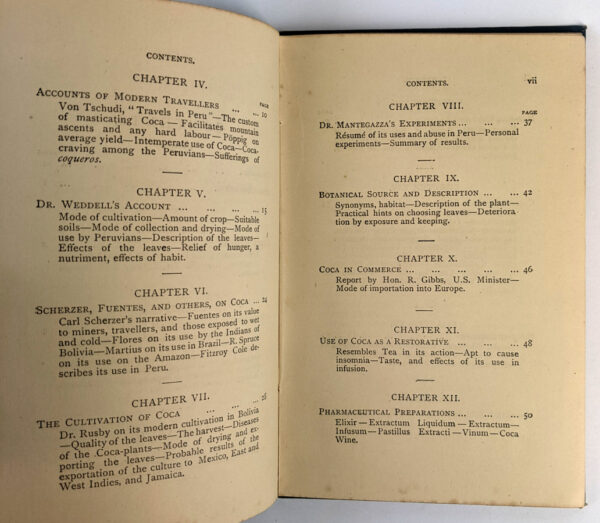 CONTENTS.
CHAPTER IV.
PAGE
ACCOUNTS OF MODERN TRAVELLERS ... ... 10
Von Tschudi, "Travels in Peru"—The custom
of masticating Coca—Facilitates mountain
ascents and any hard labour—Pöppig on
average yield—Intemperate use of Coca—Coca-
craving among the Peruvians—Sufferings of
coqueros.
CHAPTER V.
DR. WEDDELL'S ACCOUNT ... ... ... ... 15
Mode of cultivation—Amount of crop—Suitable
soils—Mode of collection and drying—Mode of
use by Peruvians—Description of the leaves—
Effects of the leaves—Relief of hunger, a
nutriment, effects of habit.
CHAPTER VI.
SCHERZER, FUENTES, AND OTHERS, ON COCA ... 24
Carl Scherzer's narrative—Fuentes on its value
to miners, travellers, and those exposed to wet
and cold—Flores on its use by the Indians of
Bolivia—Martius on its use in Brazil—R. Spruce
on its use on the Amazon—Fitzroy Cole de-
scribes its use in Peru.
CHAPTER VII.
THE CULTIVATION OF COCA ... ... ... 28
Dr. Rusby on its modern cultivation in Bolivia
—Quality of the leaves—The harvest—Diseases
of the Coca-plants—Mode of drying and ex-
porting the leaves—Probable results of the
exportation of the culture to Mexico, East and
West Indies, and Jamaica.
CONTENTS. vii
CHAPTER VIII.
PAGE
DR. MANTEGAZZA'S EXPERIMENTS ... ... ... 37
Résumé of its uses and abuse in Peru—Personal
experiments—Summary of results.
CHAPTER IX.
BOTANICAL SOURCE AND DESCRIPTION ... ... 42
Synonyms, habitat—Description of the plant—
Practical hints on choosing leaves—Deteriora
tion by exposure and keeping.
CHAPTER X.
COCA IN COMMERCE ... ... ... ... ... 46
Report by Hon. R. Gibbs, U.S. Minister—
Mode of importation into Europe.
CHAPTER XI.
USE OF COCA AS A RESTORATIVE ... ... ... 48
Resembles Tea in its action—Apt to cause
insomnia—Taste, and effects of its use in
infusion.
CHAPTER XII.
PHARMACEUTICAL PREPARATIONS ... ... ... 50
Elixir—Extractum Liquidum—Extractum—
Infusum—Pastillus Extracti—Vinum—Coca
Wine.